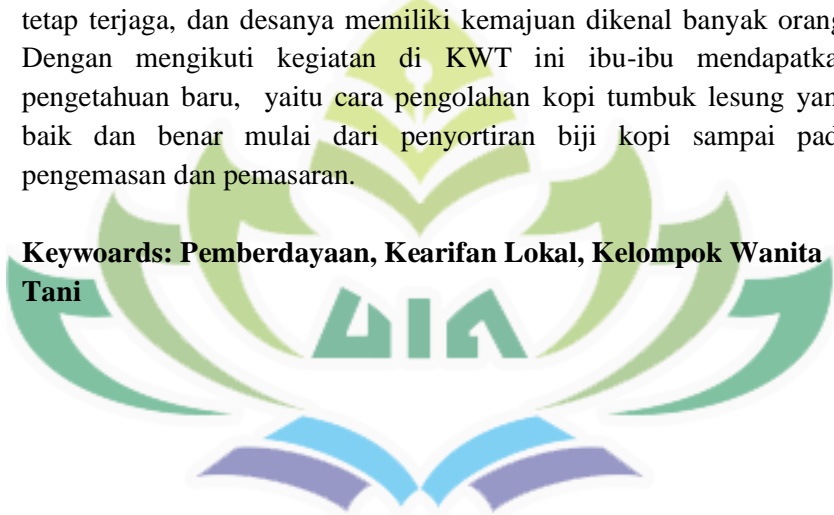 tetap terjaga, dan desanya memiliki kemajuan dikenal banyak orang
Dengan mengikuti kegiatan di KWT ini ibu-ibu mendapatka
pengetahuan baru, yaitu cara pengolahan kopi tumbuk lesung yan
baik dan benar mulai dari penyortiran biji kopi sampai pad
pengemasan dan pemasaran.
Keywoards: Pemberdayaan, Kearifan Lokal, Kelompok Wanita
Tani
UIN